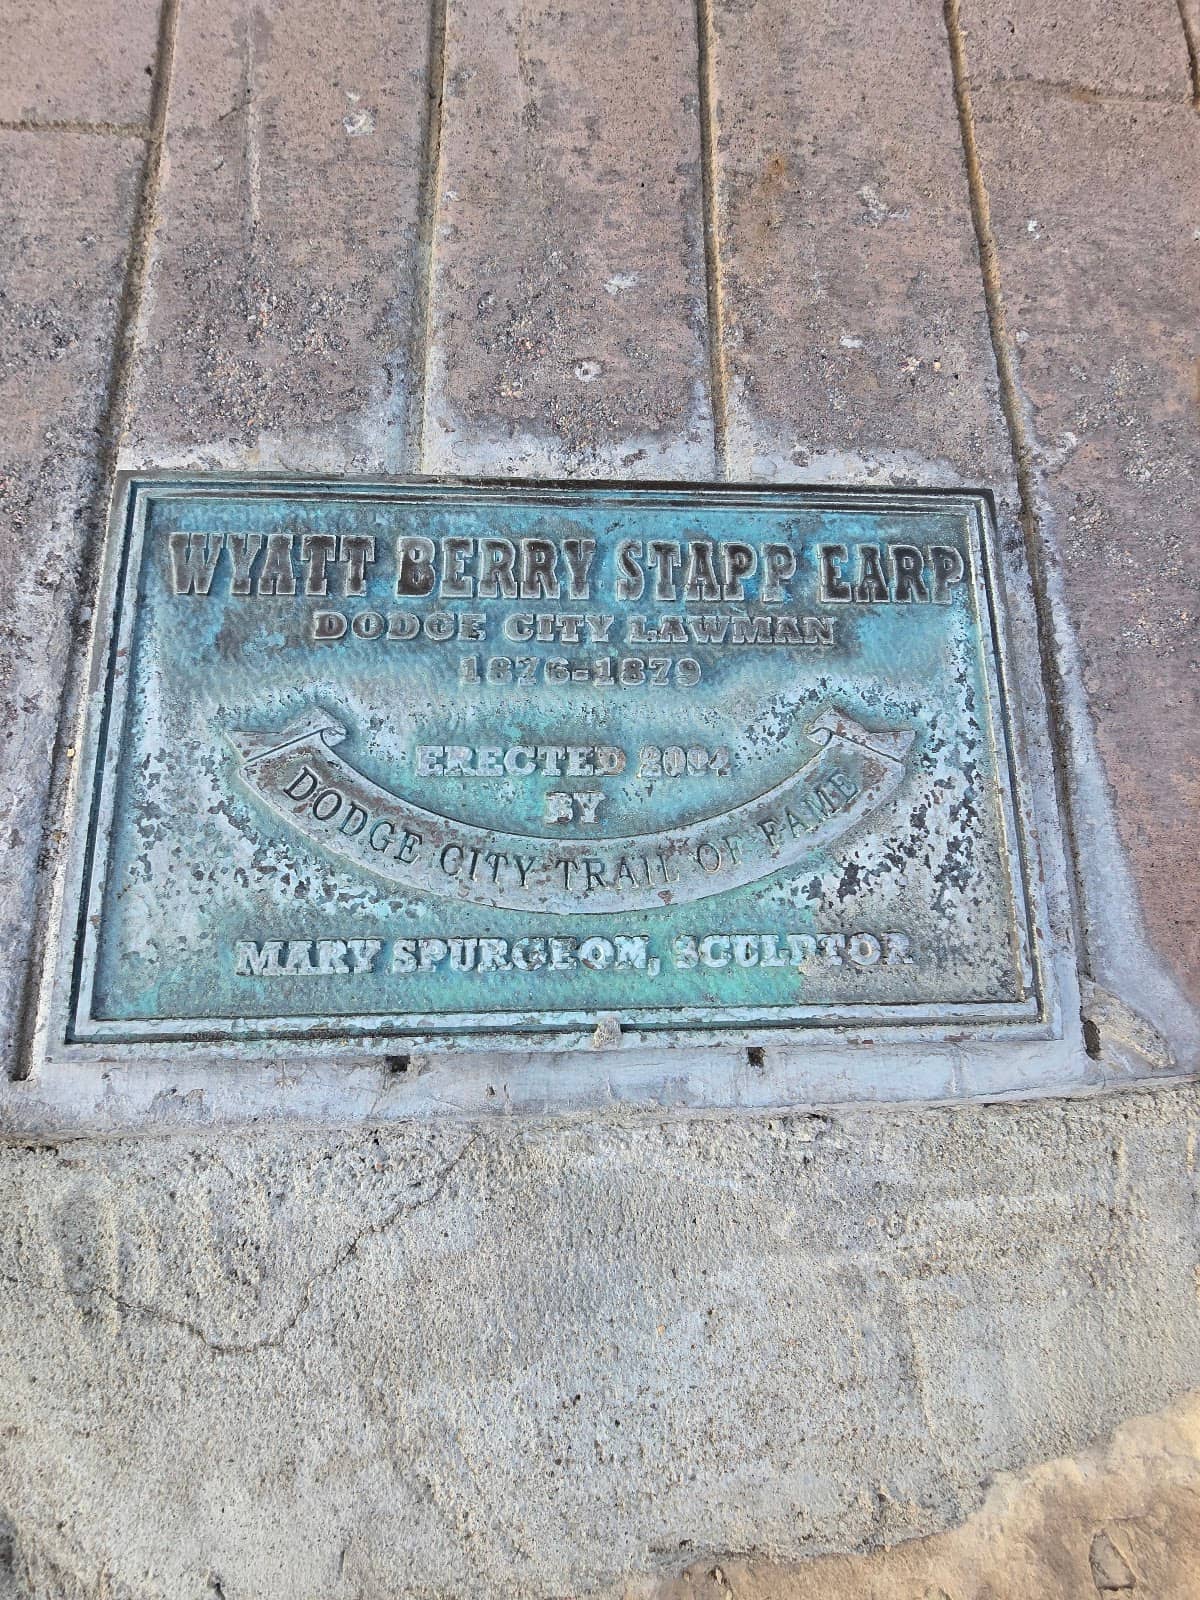 WYATT BERRY STAPP EARP
DODGE CITY LAWMAN
1876-1879
ERECTED 2004
BY
DODGE CITY TRAIL OF FAME
MARY SPURGEON, SCULPTOR